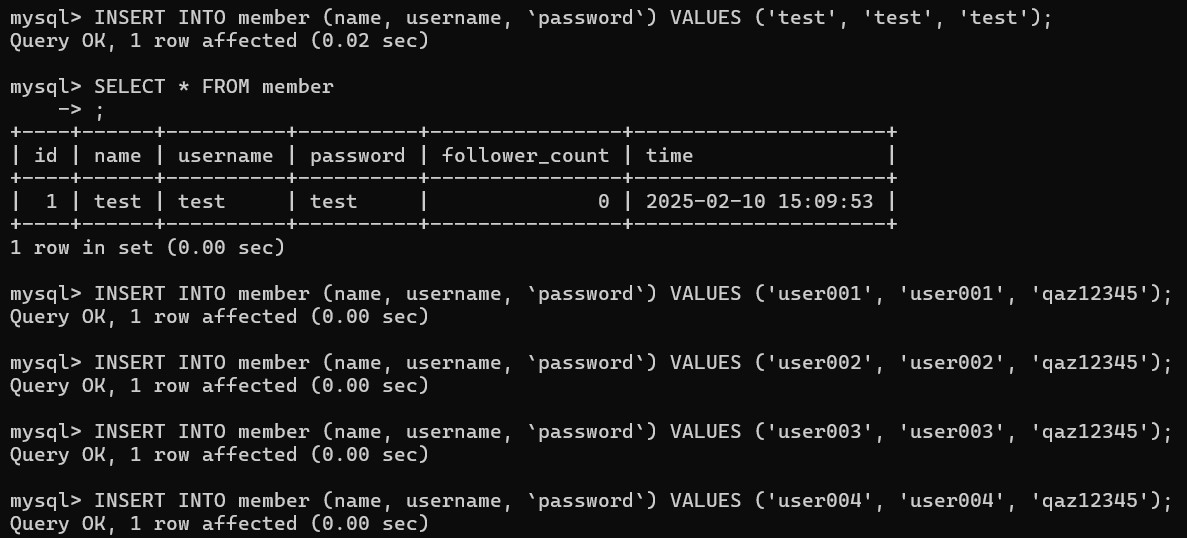 mysql> INSERT INTO member (name, username, `password`) VALUES ('test', 'test', 'test');
Query OK, 1 row affected (0.02 sec)

mysql> SELECT * FROM member
    -> ;
+----+------+----------+----------+----------------+---------------------+
| id | name | username | password | follower_count | time                |
+----+------+----------+----------+----------------+---------------------+
|  1 | test | test     | test     |              0 | 2025-02-10 15:09:53 |
+----+------+----------+----------+----------------+---------------------+
1 row in set (0.00 sec)

mysql> INSERT INTO member (name, username, `password`) VALUES ('user001', 'user001', 'qaz12345');
Query OK, 1 row affected (0.00 sec)

mysql> INSERT INTO member (name, username, `password`) VALUES ('user002', 'user002', 'qaz12345');
Query OK, 1 row affected (0.00 sec)

mysql> INSERT INTO member (name, username, `password`) VALUES ('user003', 'user003', 'qaz12345');
Query OK, 1 row affected (0.00 sec)

mysql> INSERT INTO member (name, username, `password`) VALUES ('user004', 'user004', 'qaz12345');
Query OK, 1 row affected (0.00 sec)